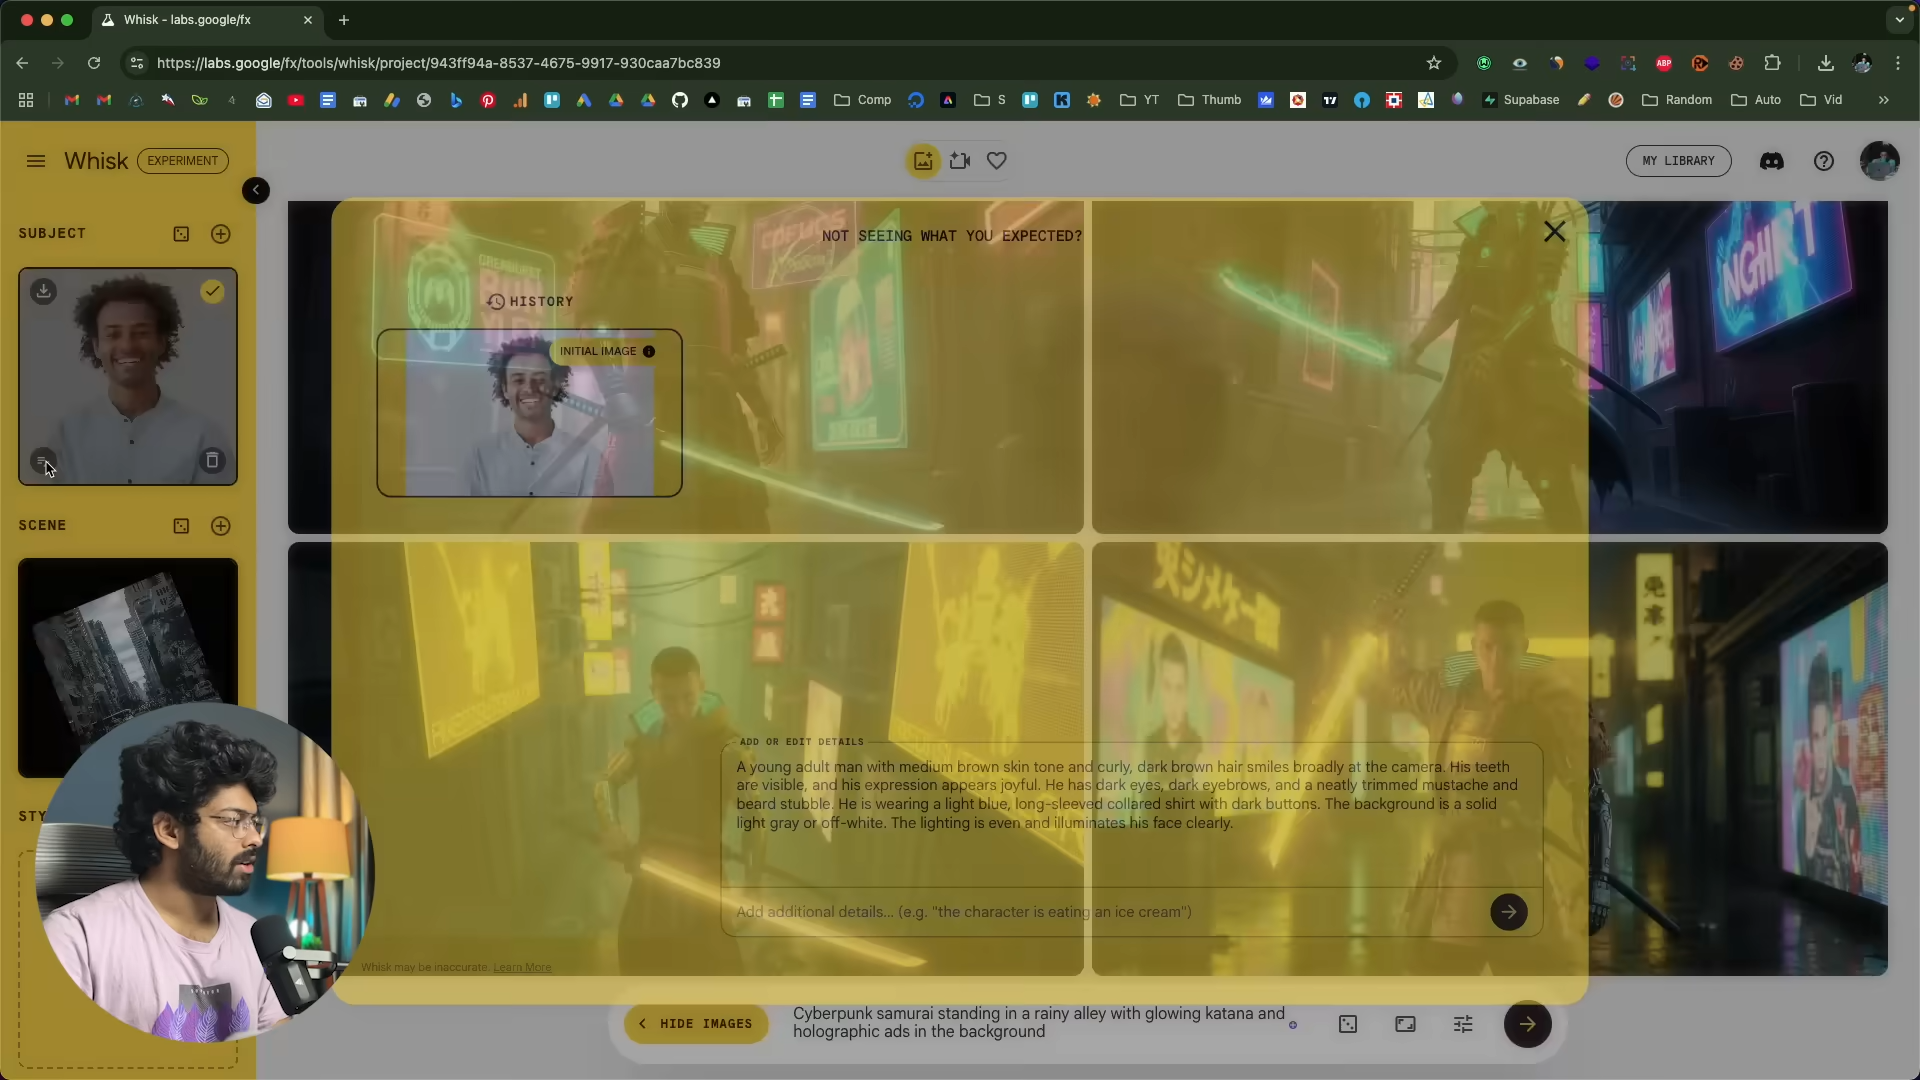 Whisk - labs.google/fx
https://labs.google/fx/tools/whisk/project/943ff94a-8537-4675-9917-930caa7bc839
ABP
Comp
S
YT
Thumb
Supabase
Random
Auto
Vid
Whisk
EXPERIMENT
MY LIBRARY
SUBJECT
NOT SEEING WHAT YOU EXPECTED?
HISTORY
INITIAL IMAGE
SCENE
STY
ADD OR EDIT DETAILS
A young adult man with medium brown skin tone and curly, dark brown hair smiles broadly at the camera. His teeth
are visible, and his expression appears joyful. He has dark eyes, dark eyebrows, and a neatly trimmed mustache and
beard stubble. He is wearing a light blue, long-sleeved collared shirt with dark buttons. The background is a solid
light gray or off-white. The lighting is even and illuminates his face clearly.
Add additional details... (e.g. "the character is eating an ice cream")
Whisk may be inaccurate. Learn More
HIDE IMAGES
Cyberpunk samurai standing in a rainy alley with glowing katana and
holographic ads in the background